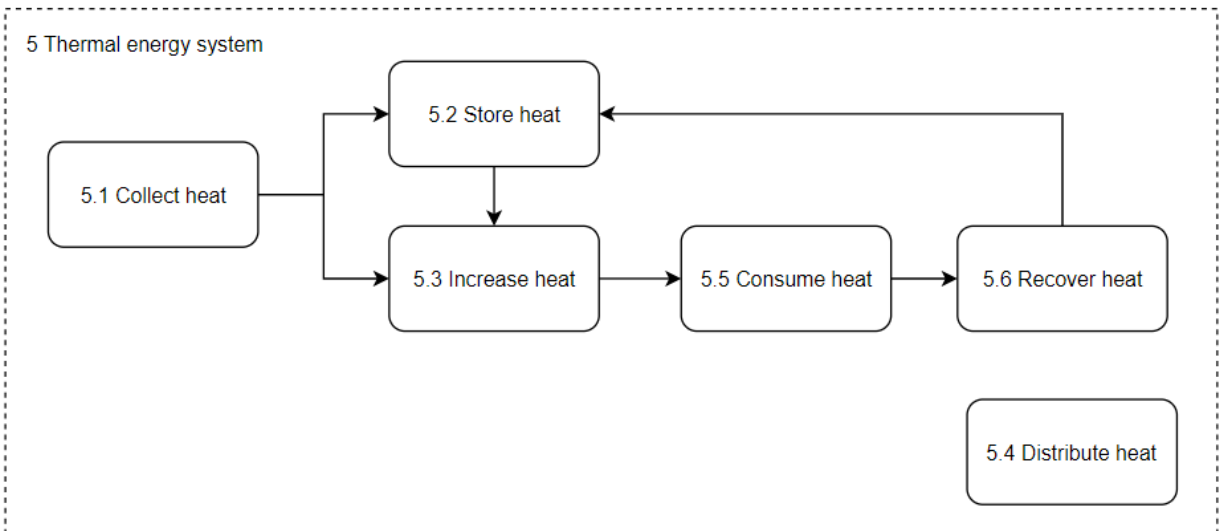 5 Thermal energy system
5.2 Store heat
5.1 Collect heat
5.3 Increase heat
5.5 Consume heat
5.6 Recover heat
5.4 Distribute heat